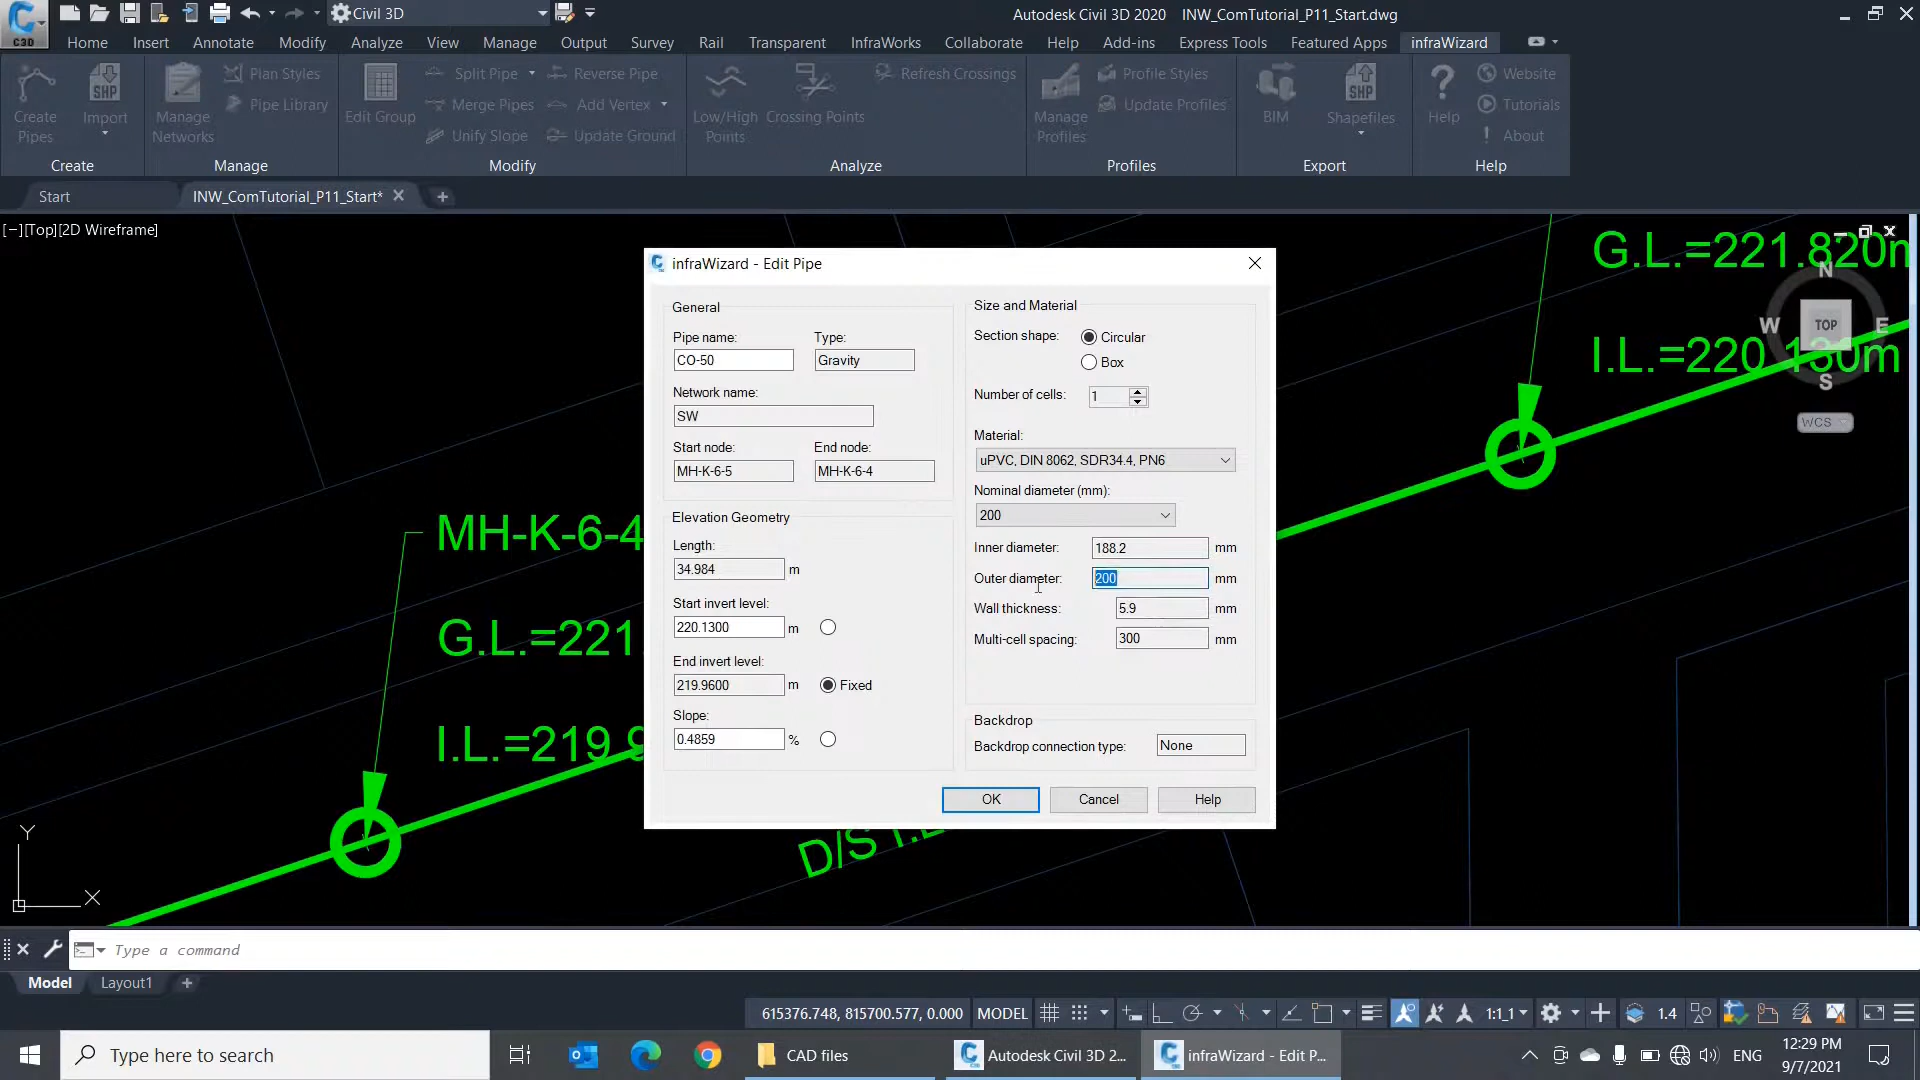 C3D
Civil 3D
Autodesk Civil 3D 2020 INW_ComTutorial_P11_Start.dwg
Home Insert Annotate Modify Analyze View Manage Output Survey Rail Transparent InfraWorks Collaborate Help Add-ins Express Tools Featured Apps infraWizard
Create Pipes
SHP Import
Create
Manage Networks
Plan Styles
Pipe Library
Manage
Edit Group
Split Pipe Reverse Pipe
Merge Pipes Add Vertex
Unify Slope Update Ground
Modify
Low/High Points
Crossing Points
Refresh Crossings
Analyze
Manage Profiles
Profile Styles
Update Profiles
Profiles
BIM
SHP Shapefiles
Export
Help
Website
Tutorials
About
Help
Start INW_ComTutorial_P11_Start*
[−][Top][2D Wireframe]
G.L.=221.820m
I.L.=220.130m
N
W TOP E
S
WCS
MH-K-6-4
G.L.=221.
I.L.=219.9
D/S I.L
Y
X
infraWizard - Edit Pipe
General
Pipe name: Type:
CO-50 Gravity
Network name:
SW
Start node: End node:
MH-K-6-5 MH-K-6-4
Elevation Geometry
Length:
34.984 m
Start invert level:
220.1300 m
End invert level:
219.9600 m Fixed
Slope:
0.4859 %
Size and Material
Section shape: Circular
Box
Number of cells: 1
Material:
uPVC, DIN 8062, SDR34.4, PN6
Nominal diameter (mm):
200
Inner diameter: 188.2 mm
Outer diameter: 200 mm
Wall thickness: 5.9 mm
Multi-cell spacing: 300 mm
Backdrop
Backdrop connection type: None
OK Cancel Help
Type a command
Model Layout1
615376.748, 815700.577, 0.000 MODEL 1:1_1 1.4
Type here to search
CAD files
Autodesk Civil 3D 2...
infraWizard - Edit P...
ENG
12:29 PM
9/7/2021